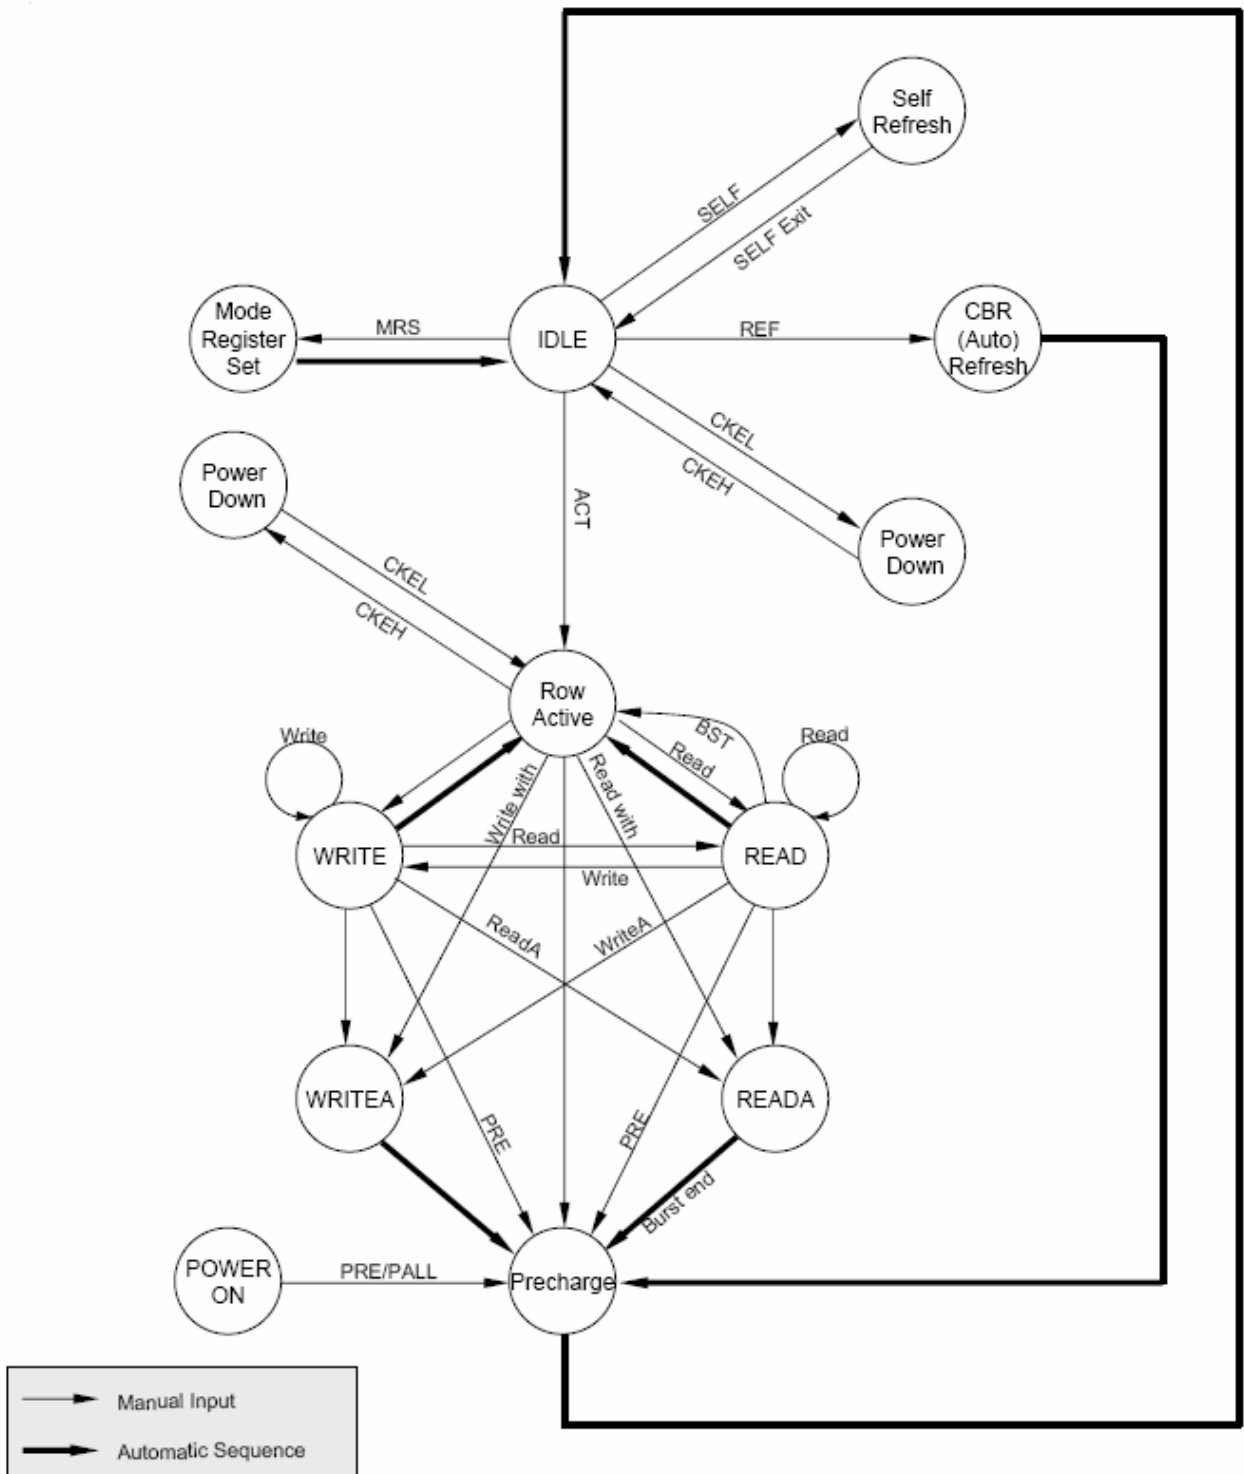 Self
Refresh
SELF
SELF Exit
Mode
Register
Set
MRS
IDLE
REF
CBR
(Auto)
Refresh
CKEL
CKEH
Power
Down
ACT
Power
Down
CKEL
CKEH
Row
Active
BST
Read
Write
Read
Write with
Read with
WRITE
Read
Write
READ
ReadA
WriteA
WRITEA
READA
PRE
PRE
Burst end
POWER
ON
PRE/PALL
Precharge
Manual Input
Automatic Sequence